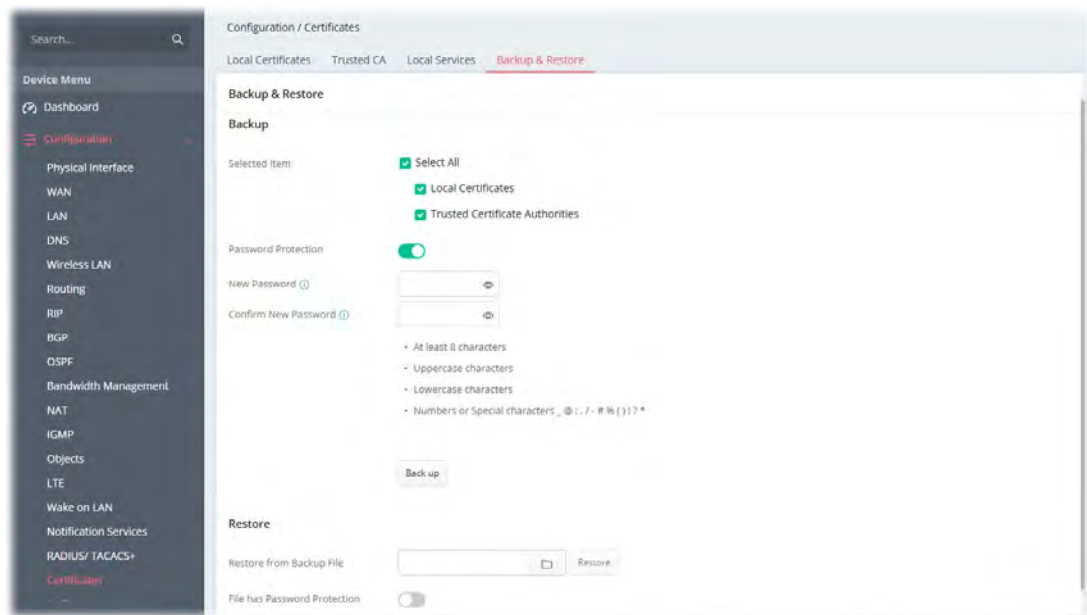 Search...
Device Menu
Dashboard
Configuration
Physical Interface
WAN
LAN
DNS
Wireless LAN
Routing
RIP
BGP
OSPF
Bandwidth Management
NAT
IGMP
Objects
LTE
Wake on LAN
Notification Services
RADIUS/ TACACS+
Certificates
Configuration / Certificates
Local Certificates Trusted CA Local Services Backup & Restore
Backup & Restore
Backup
Selected Item
Select All
Local Certificates
Trusted Certificate Authorities
Password Protection
New Password
Confirm New Password
• At least 8 characters
• Uppercase characters
• Lowercase characters
• Numbers or Special characters _ @ : . / - # % ( ) ! ? *
Back up
Restore
Restore from Backup File Restore
File has Password Protection